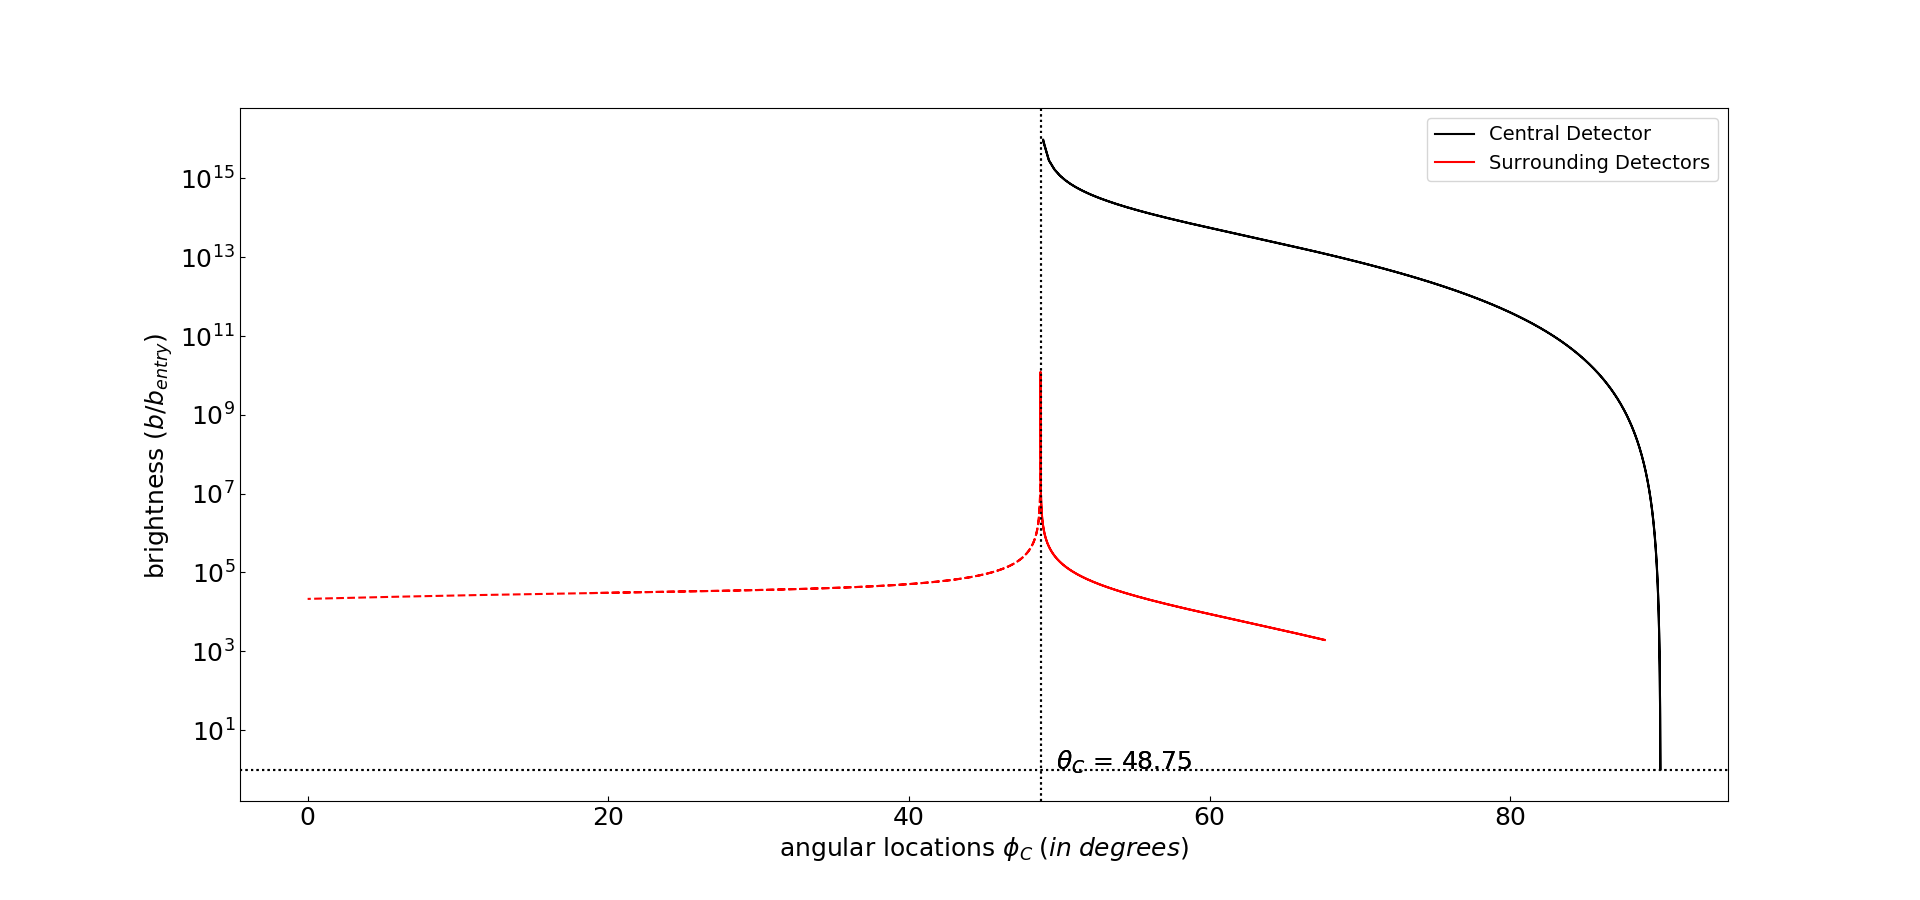 Central Detector
Surrounding Detectors
10^15
10^13
10^11
10^9
10^7
10^5
10^3
10^1
brightness (b/b_entry)
θ_C = 48.75
0 20 40 60 80
angular locations ϕ_C (in degrees)